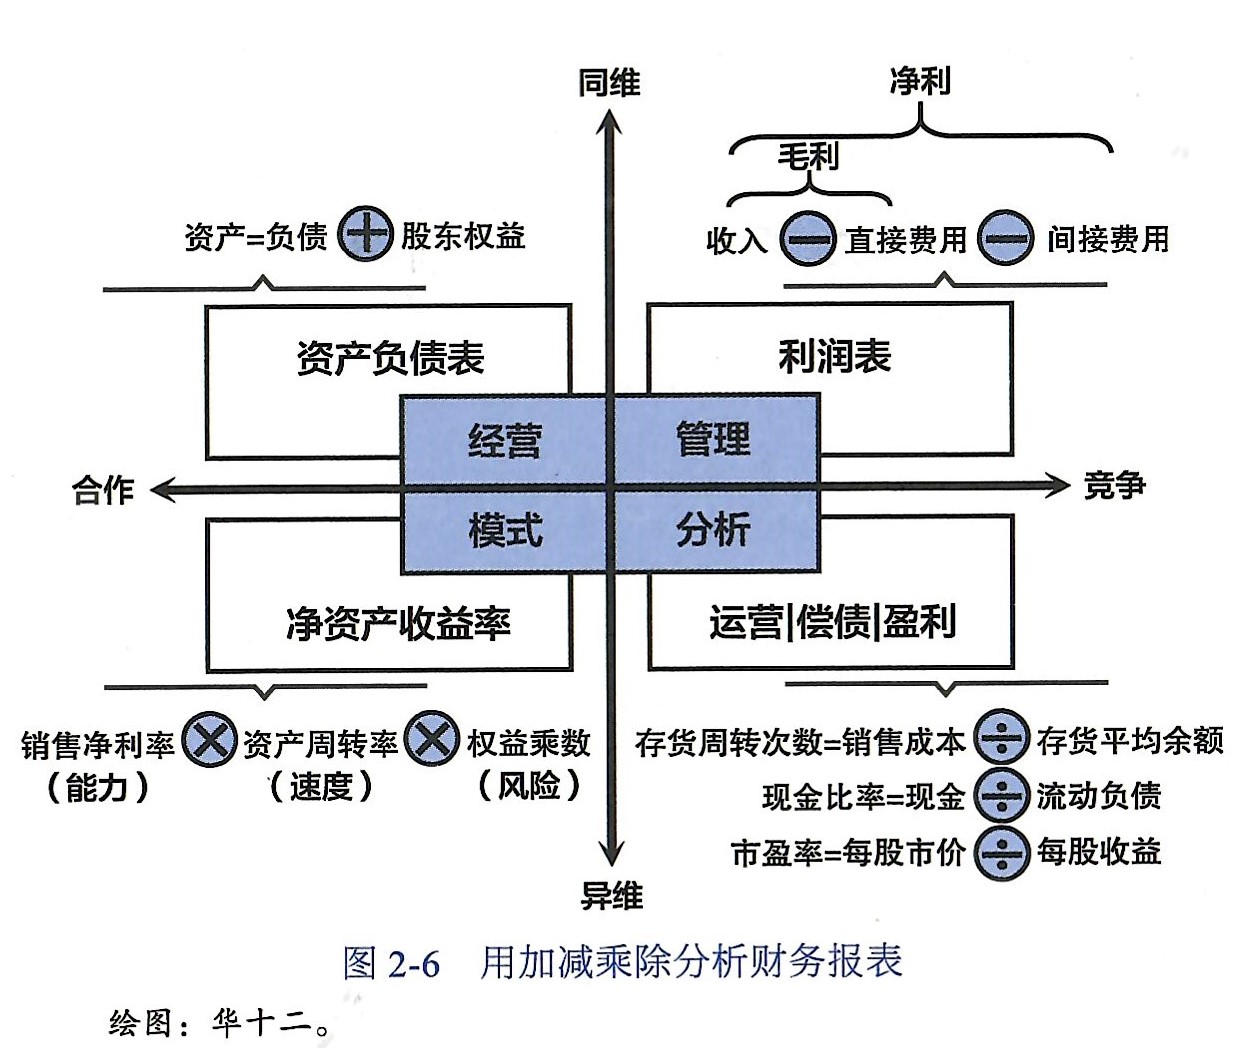 同维
净利
毛利
资产=负债 + 股东权益
收入 − 直接费用 − 间接费用
资产负债表
利润表
经营
管理
合作
竞争
模式
分析
净资产收益率
运营|偿债|盈利
销售净利率 × 资产周转率 × 权益乘数
（能力） （速度） （风险）
存货周转次数=销售成本 ÷ 存货平均余额
现金比率=现金 ÷ 流动负债
市盈率=每股市价 ÷ 每股收益
异维
图 2-6 用加减乘除分析财务报表
绘图：华十二。